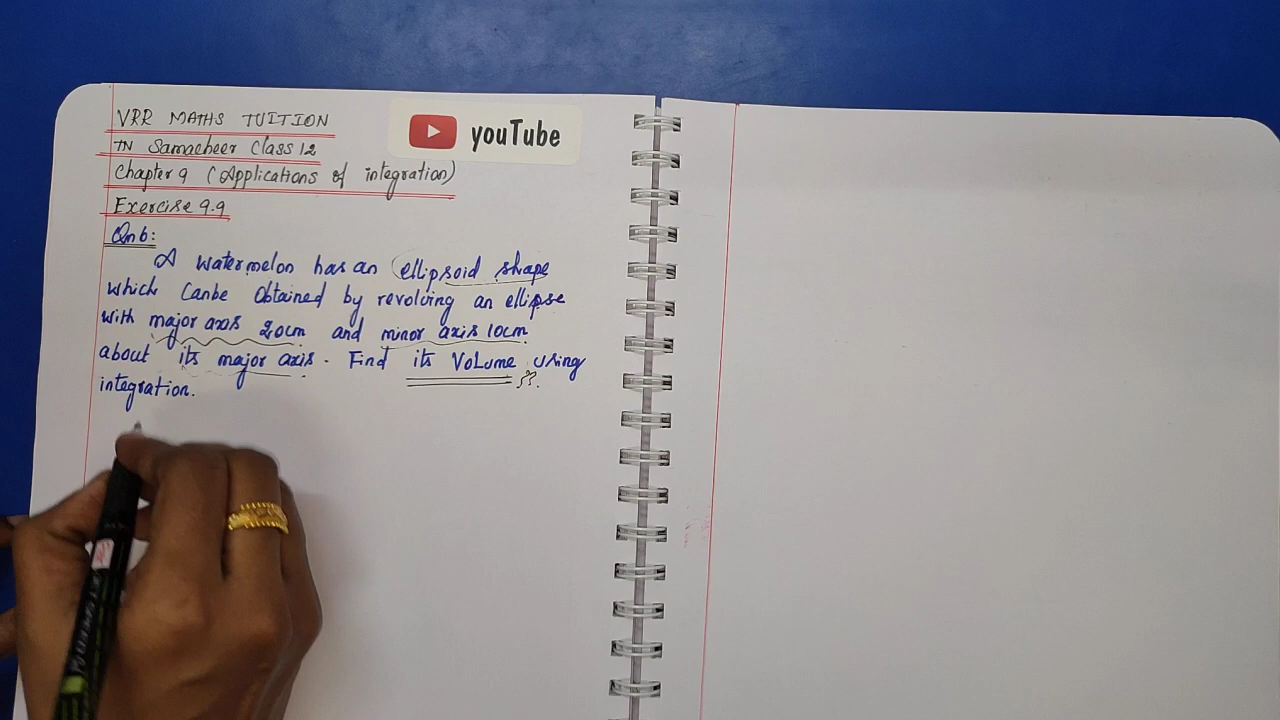 VRR MATHS TUITION
youTube
TN Samacheer Class 12
Chapter 9 (Applications of integration)
Exercise 9.9
Qn 6:
A watermelon has an ellipsoid shape
which Canbe Obtained by revolving an ellipse
with major axis 20cm and minor axis 10cm
about its major axis. Find its Volume using
integration. ??.